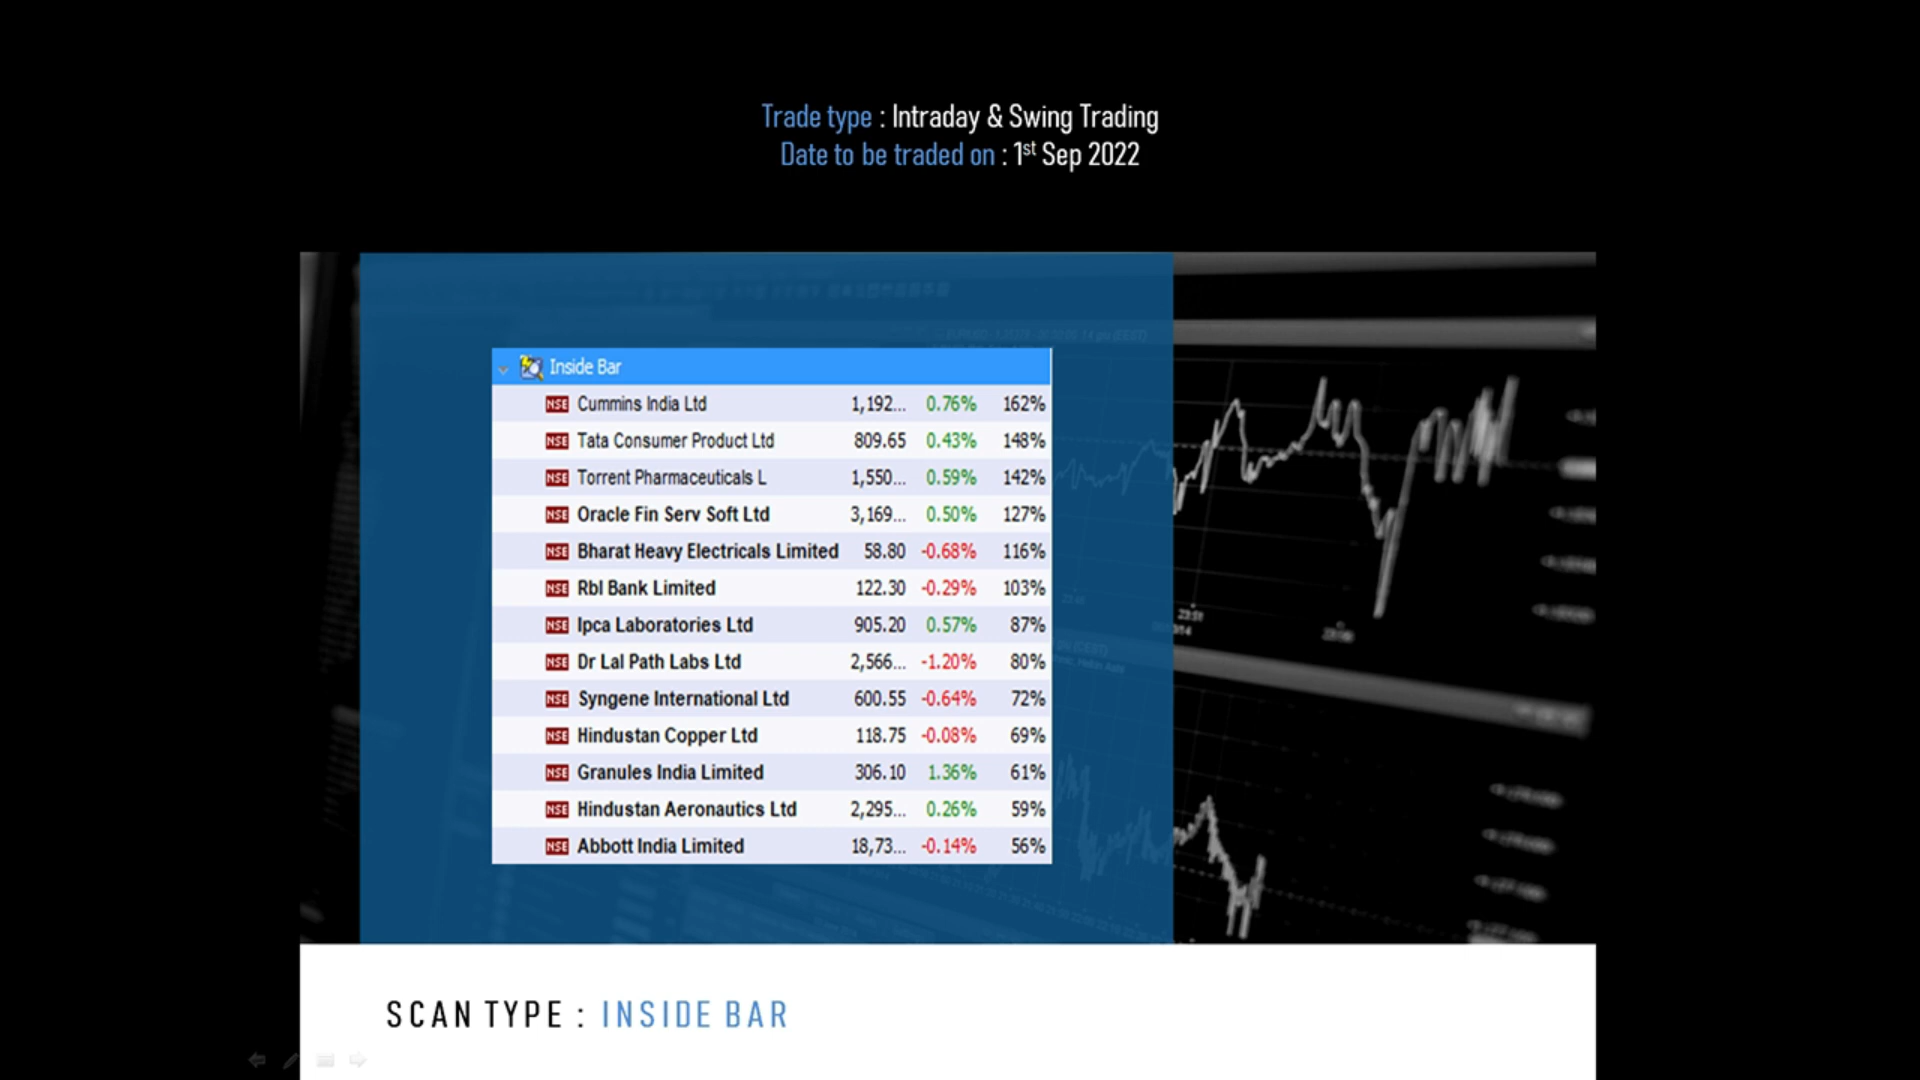 Trade type : Intraday & Swing Trading
Date to be traded on : 1st Sep 2022
Inside Bar
NSE Cummins India Ltd 1,192... 0.76% 162%
NSE Tata Consumer Product Ltd 809.65 0.43% 148%
NSE Torrent Pharmaceuticals L 1,550... 0.59% 142%
NSE Oracle Fin Serv Soft Ltd 3,169... 0.50% 127%
NSE Bharat Heavy Electricals Limited 58.80 -0.68% 116%
NSE Rbl Bank Limited 122.30 -0.29% 103%
NSE Ipca Laboratories Ltd 905.20 0.57% 87%
NSE Dr Lal Path Labs Ltd 2,566... -1.20% 80%
NSE Syngene International Ltd 600.55 -0.64% 72%
NSE Hindustan Copper Ltd 118.75 -0.08% 69%
NSE Granules India Limited 306.10 1.36% 61%
NSE Hindustan Aeronautics Ltd 2,295... 0.26% 59%
NSE Abbott India Limited 18,73... -0.14% 56%
SCAN TYPE : INSIDE BAR